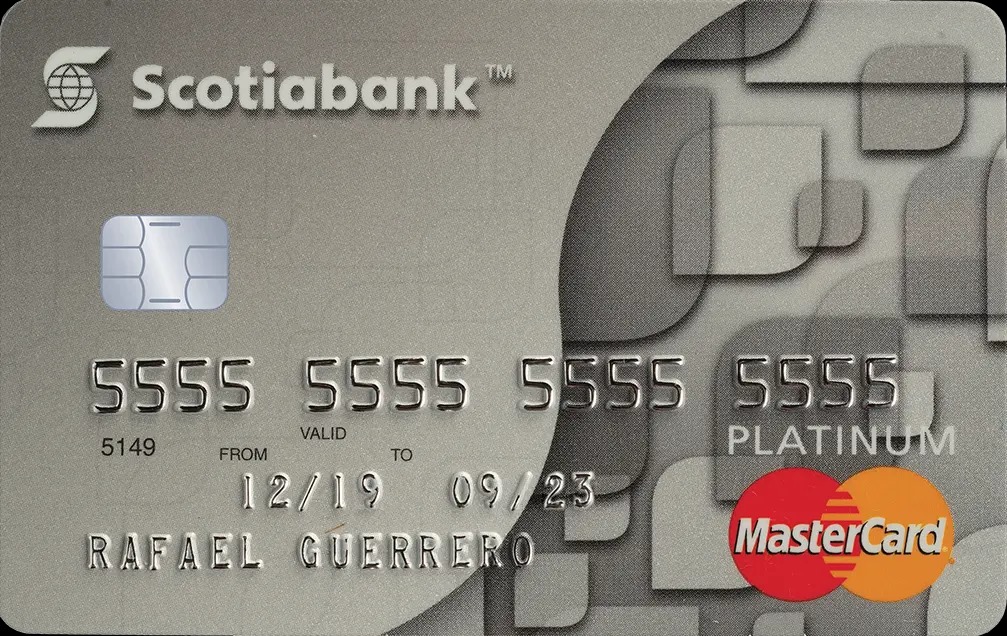 Scotiabank™
5555 5555 5555 5555
5149 FROM VALID TO
PLATINUM
12/19 09/23
RAFAEL GUERRERO
MasterCard